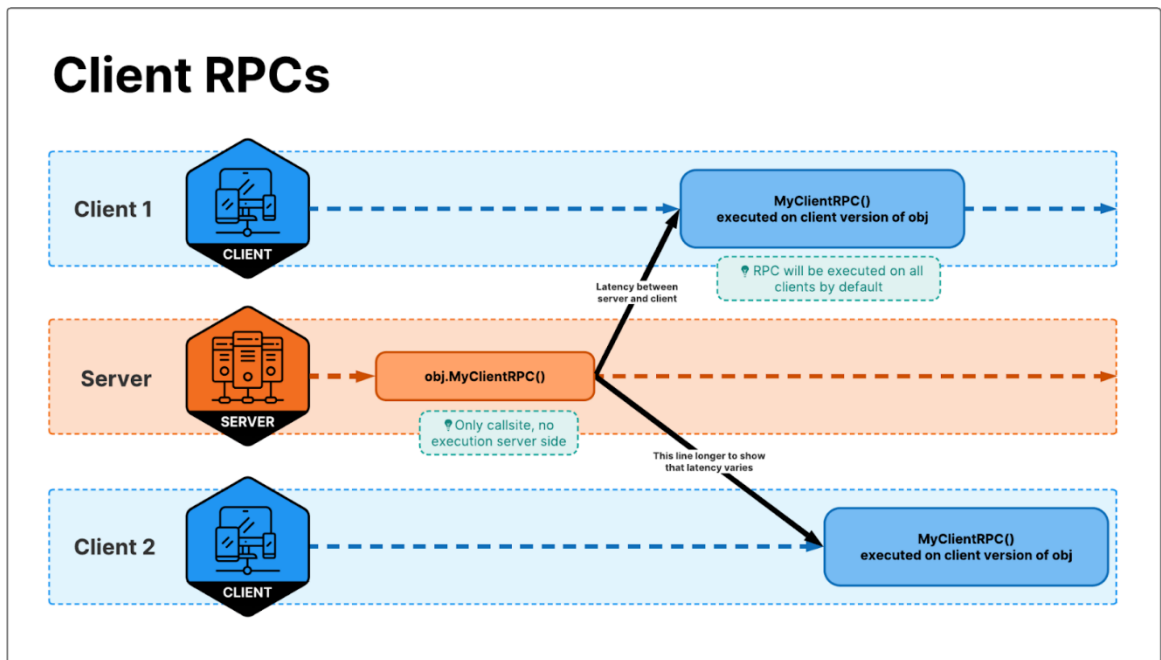 Client RPCs
Client 1
CLIENT
MyClientRPC()
executed on client version of obj
RPC will be executed on all
clients by default
Latency between
server and client
Server
SERVER
obj.MyClientRPC()
Only callsite, no
execution server side
This line longer to show
that latency varies
Client 2
CLIENT
MyClientRPC()
executed on client version of obj